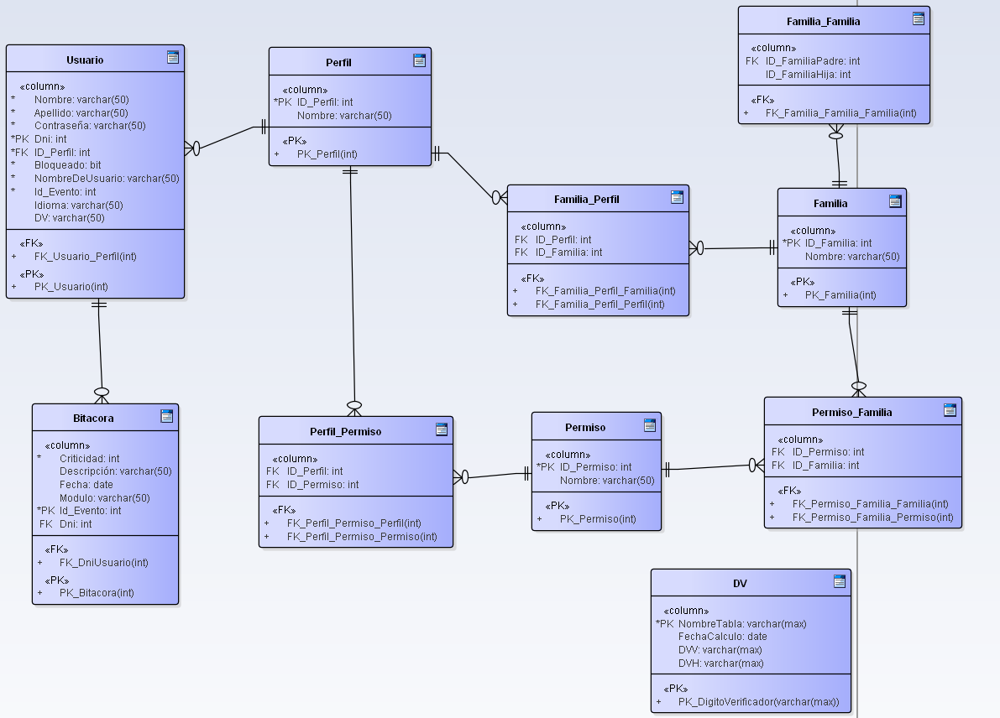 Usuario
«column»
* Nombre: varchar(50)
* Apellido: varchar(50)
* Contraseña: varchar(50)
*PK Dni: int
*FK ID_Perfil: int
* Bloqueado: bit
* NombreDeUsuario: varchar(50)
* Id_Evento: int
Idioma: varchar(50)
DV: varchar(50)
«FK»
+ FK_Usuario_Perfil(int)
«PK»
+ PK_Usuario(int)
Perfil
«column»
*PK ID_Perfil: int
Nombre: varchar(50)
«PK»
+ PK_Perfil(int)
Familia_Familia
«column»
FK ID_FamiliaPadre: int
ID_FamiliaHija: int
«FK»
+ FK_Familia_Familia_Familia(int)
Familia_Perfil
«column»
FK ID_Perfil: int
FK ID_Familia: int
«FK»
+ FK_Familia_Perfil_Familia(int)
+ FK_Familia_Perfil_Perfil(int)
Familia
«column»
*PK ID_Familia: int
Nombre: varchar(50)
«PK»
+ PK_Familia(int)
Bitacora
«column»
* Criticidad: int
Descripción: varchar(50)
Fecha: date
Modulo: varchar(50)
*PK Id_Evento: int
FK Dni: int
«FK»
+ FK_DniUsuario(int)
«PK»
+ PK_Bitacora(int)
Perfil_Permiso
«column»
FK ID_Perfil: int
FK ID_Permiso: int
«FK»
+ FK_Perfil_Permiso_Perfil(int)
+ FK_Perfil_Permiso_Permiso(int)
Permiso
«column»
*PK ID_Permiso: int
Nombre: varchar(50)
«PK»
+ PK_Permiso(int)
Permiso_Familia
«column»
FK ID_Permiso: int
FK ID_Familia: int
«FK»
+ FK_Permiso_Familia_Familia(int)
+ FK_Permiso_Familia_Permiso(int)
DV
«column»
*PK NombreTabla: varchar(max)
FechaCalculo: date
DVV: varchar(max)
DVH: varchar(max)
«PK»
+ PK_DigitoVerificador(varchar(max))